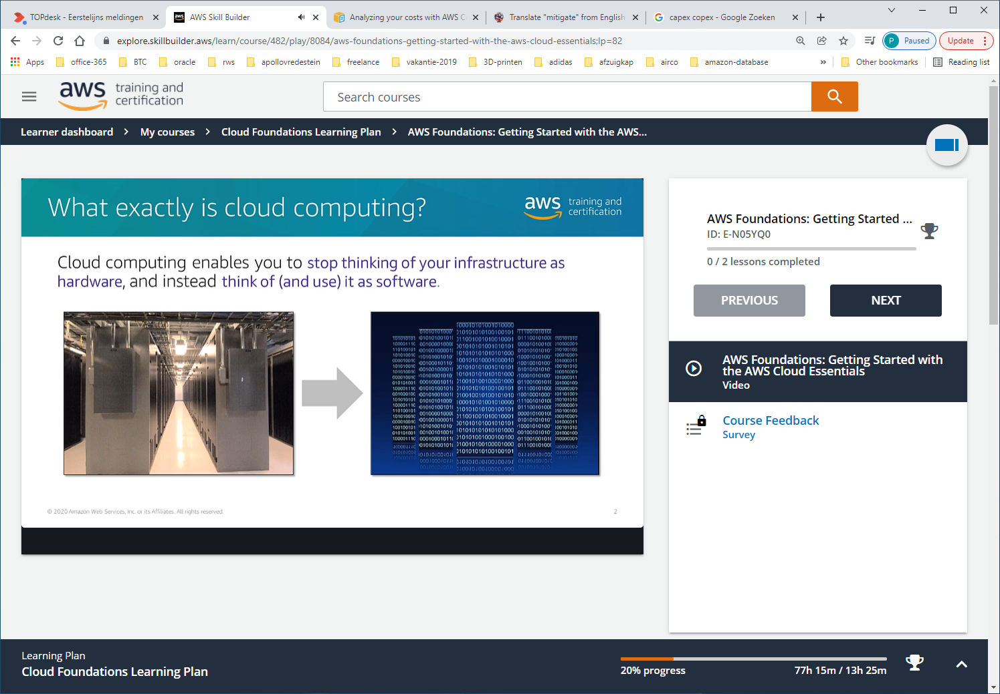 TOPdesk - Eerstelijns meldingen
AWS Skill Builder
Analyzing your costs with AWS C
Translate "mitigate" from English
capex copex - Google Zoeken
explore.skillbuilder.aws/learn/course/482/play/8084/aws-foundations-getting-started-with-the-aws-cloud-essentials;lp=82
P Paused
Update
Apps office-365 BTC oracle rws apollovredestein freelance vakantie-2019 3D-printen adidas afzuigkap airco amazon-database » Other bookmarks Reading list
aws training and
certification
Search courses
Learner dashboard > My courses > Cloud Foundations Learning Plan > AWS Foundations: Getting Started with the AWS...
What exactly is cloud computing?
aws training and
certification
Cloud computing enables you to stop thinking of your infrastructure as
hardware, and instead think of (and use) it as software.
© 2020 Amazon Web Services, Inc. or its Affiliates. All rights reserved.
2
AWS Foundations: Getting Started ...
ID: E-N05YQ0
0 / 2 lessons completed
PREVIOUS
NEXT
AWS Foundations: Getting Started with
the AWS Cloud Essentials
Video
Course Feedback
Survey
Learning Plan
Cloud Foundations Learning Plan
20% progress
77h 15m / 13h 25m